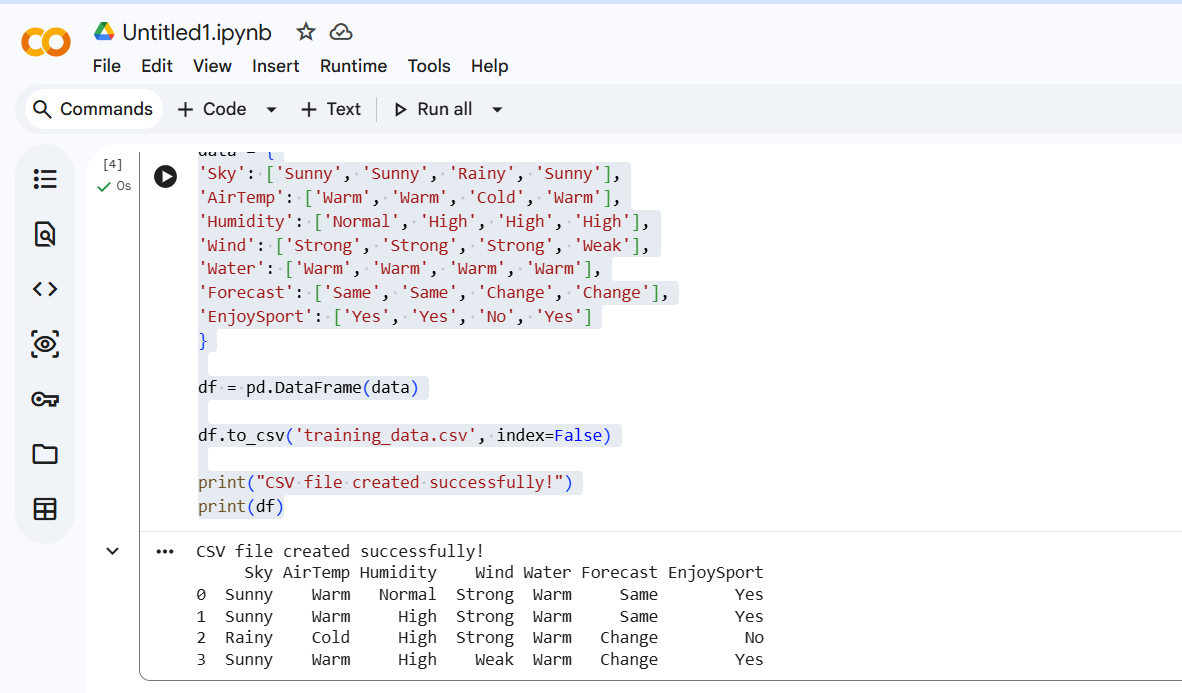 Untitled1.ipynb
File Edit View Insert Runtime Tools Help
Commands + Code + Text Run all
[4]
0s
data = {
'Sky': ['Sunny', 'Sunny', 'Rainy', 'Sunny'],
'AirTemp': ['Warm', 'Warm', 'Cold', 'Warm'],
'Humidity': ['Normal', 'High', 'High', 'High'],
'Wind': ['Strong', 'Strong', 'Strong', 'Weak'],
'Water': ['Warm', 'Warm', 'Warm', 'Warm'],
'Forecast': ['Same', 'Same', 'Change', 'Change'],
'EnjoySport': ['Yes', 'Yes', 'No', 'Yes']
}
df = pd.DataFrame(data)
df.to_csv('training_data.csv', index=False)
print("CSV file created successfully!")
print(df)
CSV file created successfully!
Sky AirTemp Humidity Wind Water Forecast EnjoySport
0 Sunny Warm Normal Strong Warm Same Yes
1 Sunny Warm High Strong Warm Same Yes
2 Rainy Cold High Strong Warm Change No
3 Sunny Warm High Weak Warm Change Yes